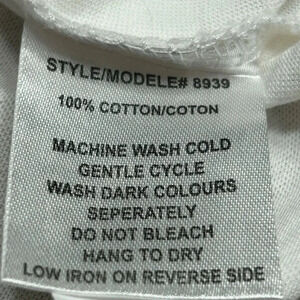 STYLE/MODELE# 8939
100% COTTON/COTON
MACHINE WASH COLD
GENTLE CYCLE
WASH DARK COLOURS
SEPERATELY
DO NOT BLEACH
HANG TO DRY
LOW IRON ON REVERSE SIDE